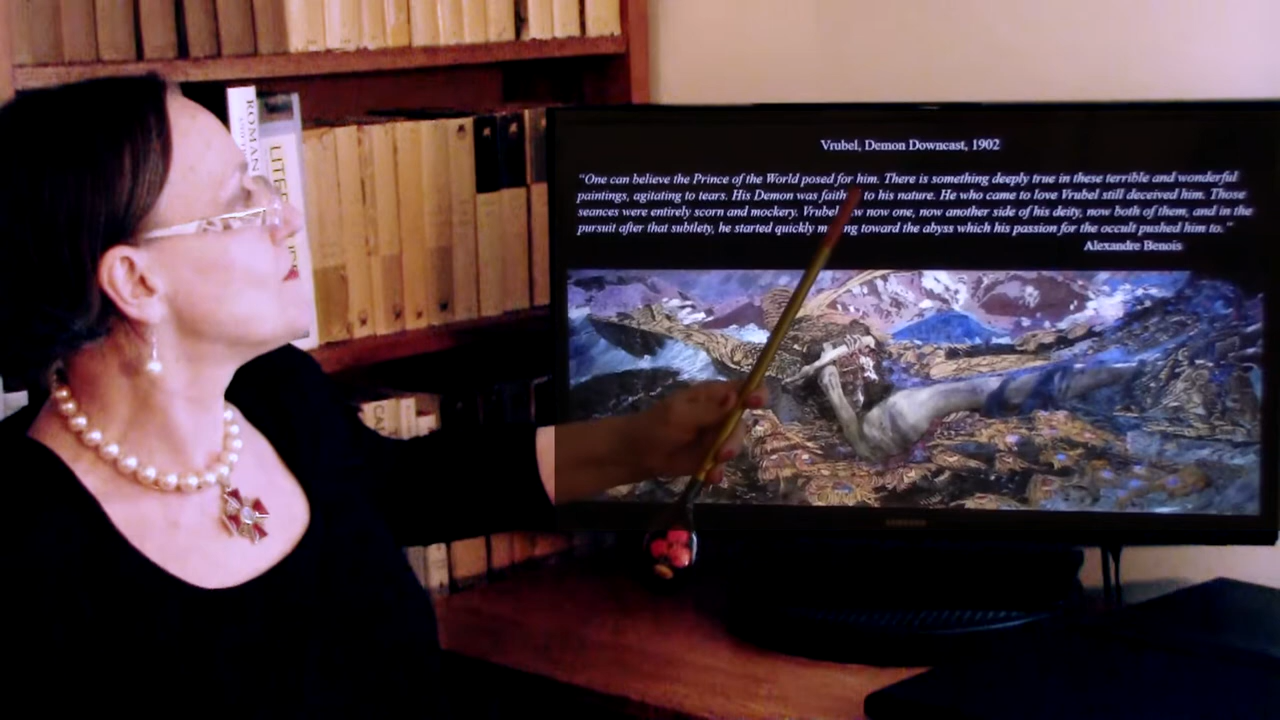 ROMAN
Vrubel, Demon Downcast, 1902
“One can believe the Prince of the World posed for him. There is something deeply true in these terrible and wonderful
paintings, agitating to tears. His Demon was faith to his nature. He who came to love Vrubel still deceived him. Those
seances were entirely scorn and mockery. Vrubel now one, now another side of his deity, now both of them, and in the
pursuit after that subtlety, he started quickly toward the abyss which his passion for the occult pushed him to.”
Alexandre Benois
SAMSUNG